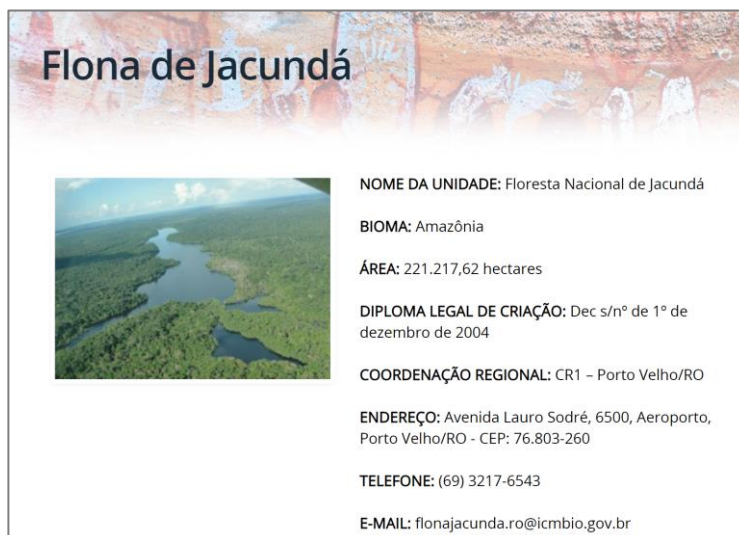 Flona de Jacundá
NOME DA UNIDADE: Floresta Nacional de Jacundá
BIOMA: Amazônia
ÁREA: 221.217,62 hectares
DIPLOMA LEGAL DE CRIAÇÃO: Dec s/nº de 1º de
dezembro de 2004
COORDENAÇÃO REGIONAL: CR1 – Porto Velho/RO
ENDEREÇO: Avenida Lauro Sodré, 6500, Aeroporto,
Porto Velho/RO - CEP: 76.803-260
TELEFONE: (69) 3217-6543
E-MAIL: flonajacunda.ro@icmbio.gov.br